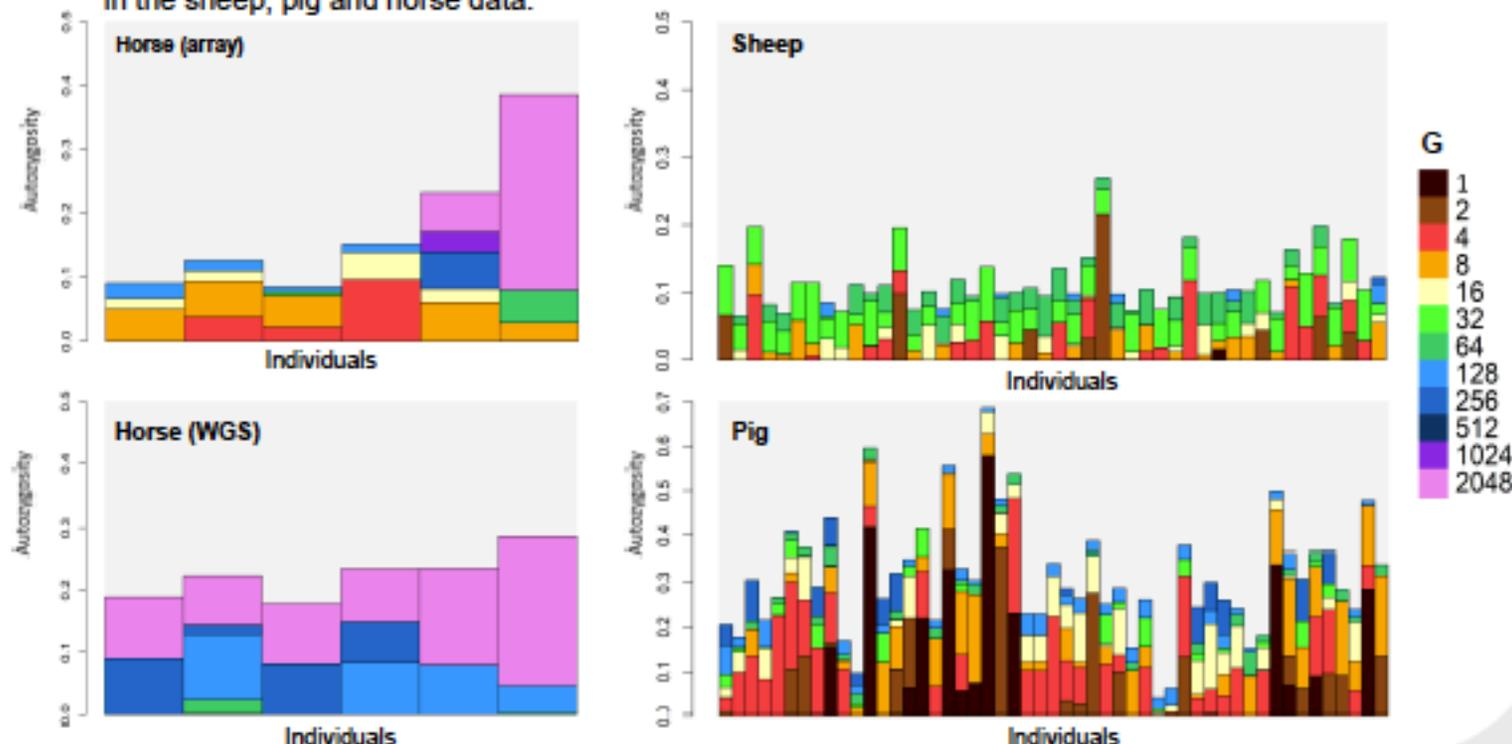 in the sheep, pig and horse data.
Horse (array)
Autozygosity
0.0
0.1
0.2
0.3
0.4
0.5
Individuals
Sheep
Autozygosity
0.0
0.1
0.2
0.3
0.4
0.5
Individuals
Horse (WGS)
Autozygosity
0.0
0.1
0.2
0.3
0.4
0.5
Individuals
Pig
Autozygosity
0.0
0.1
0.2
0.3
0.4
0.5
0.6
0.7
Individuals
G
1
2
4
8
16
32
64
128
256
512
1024
2048